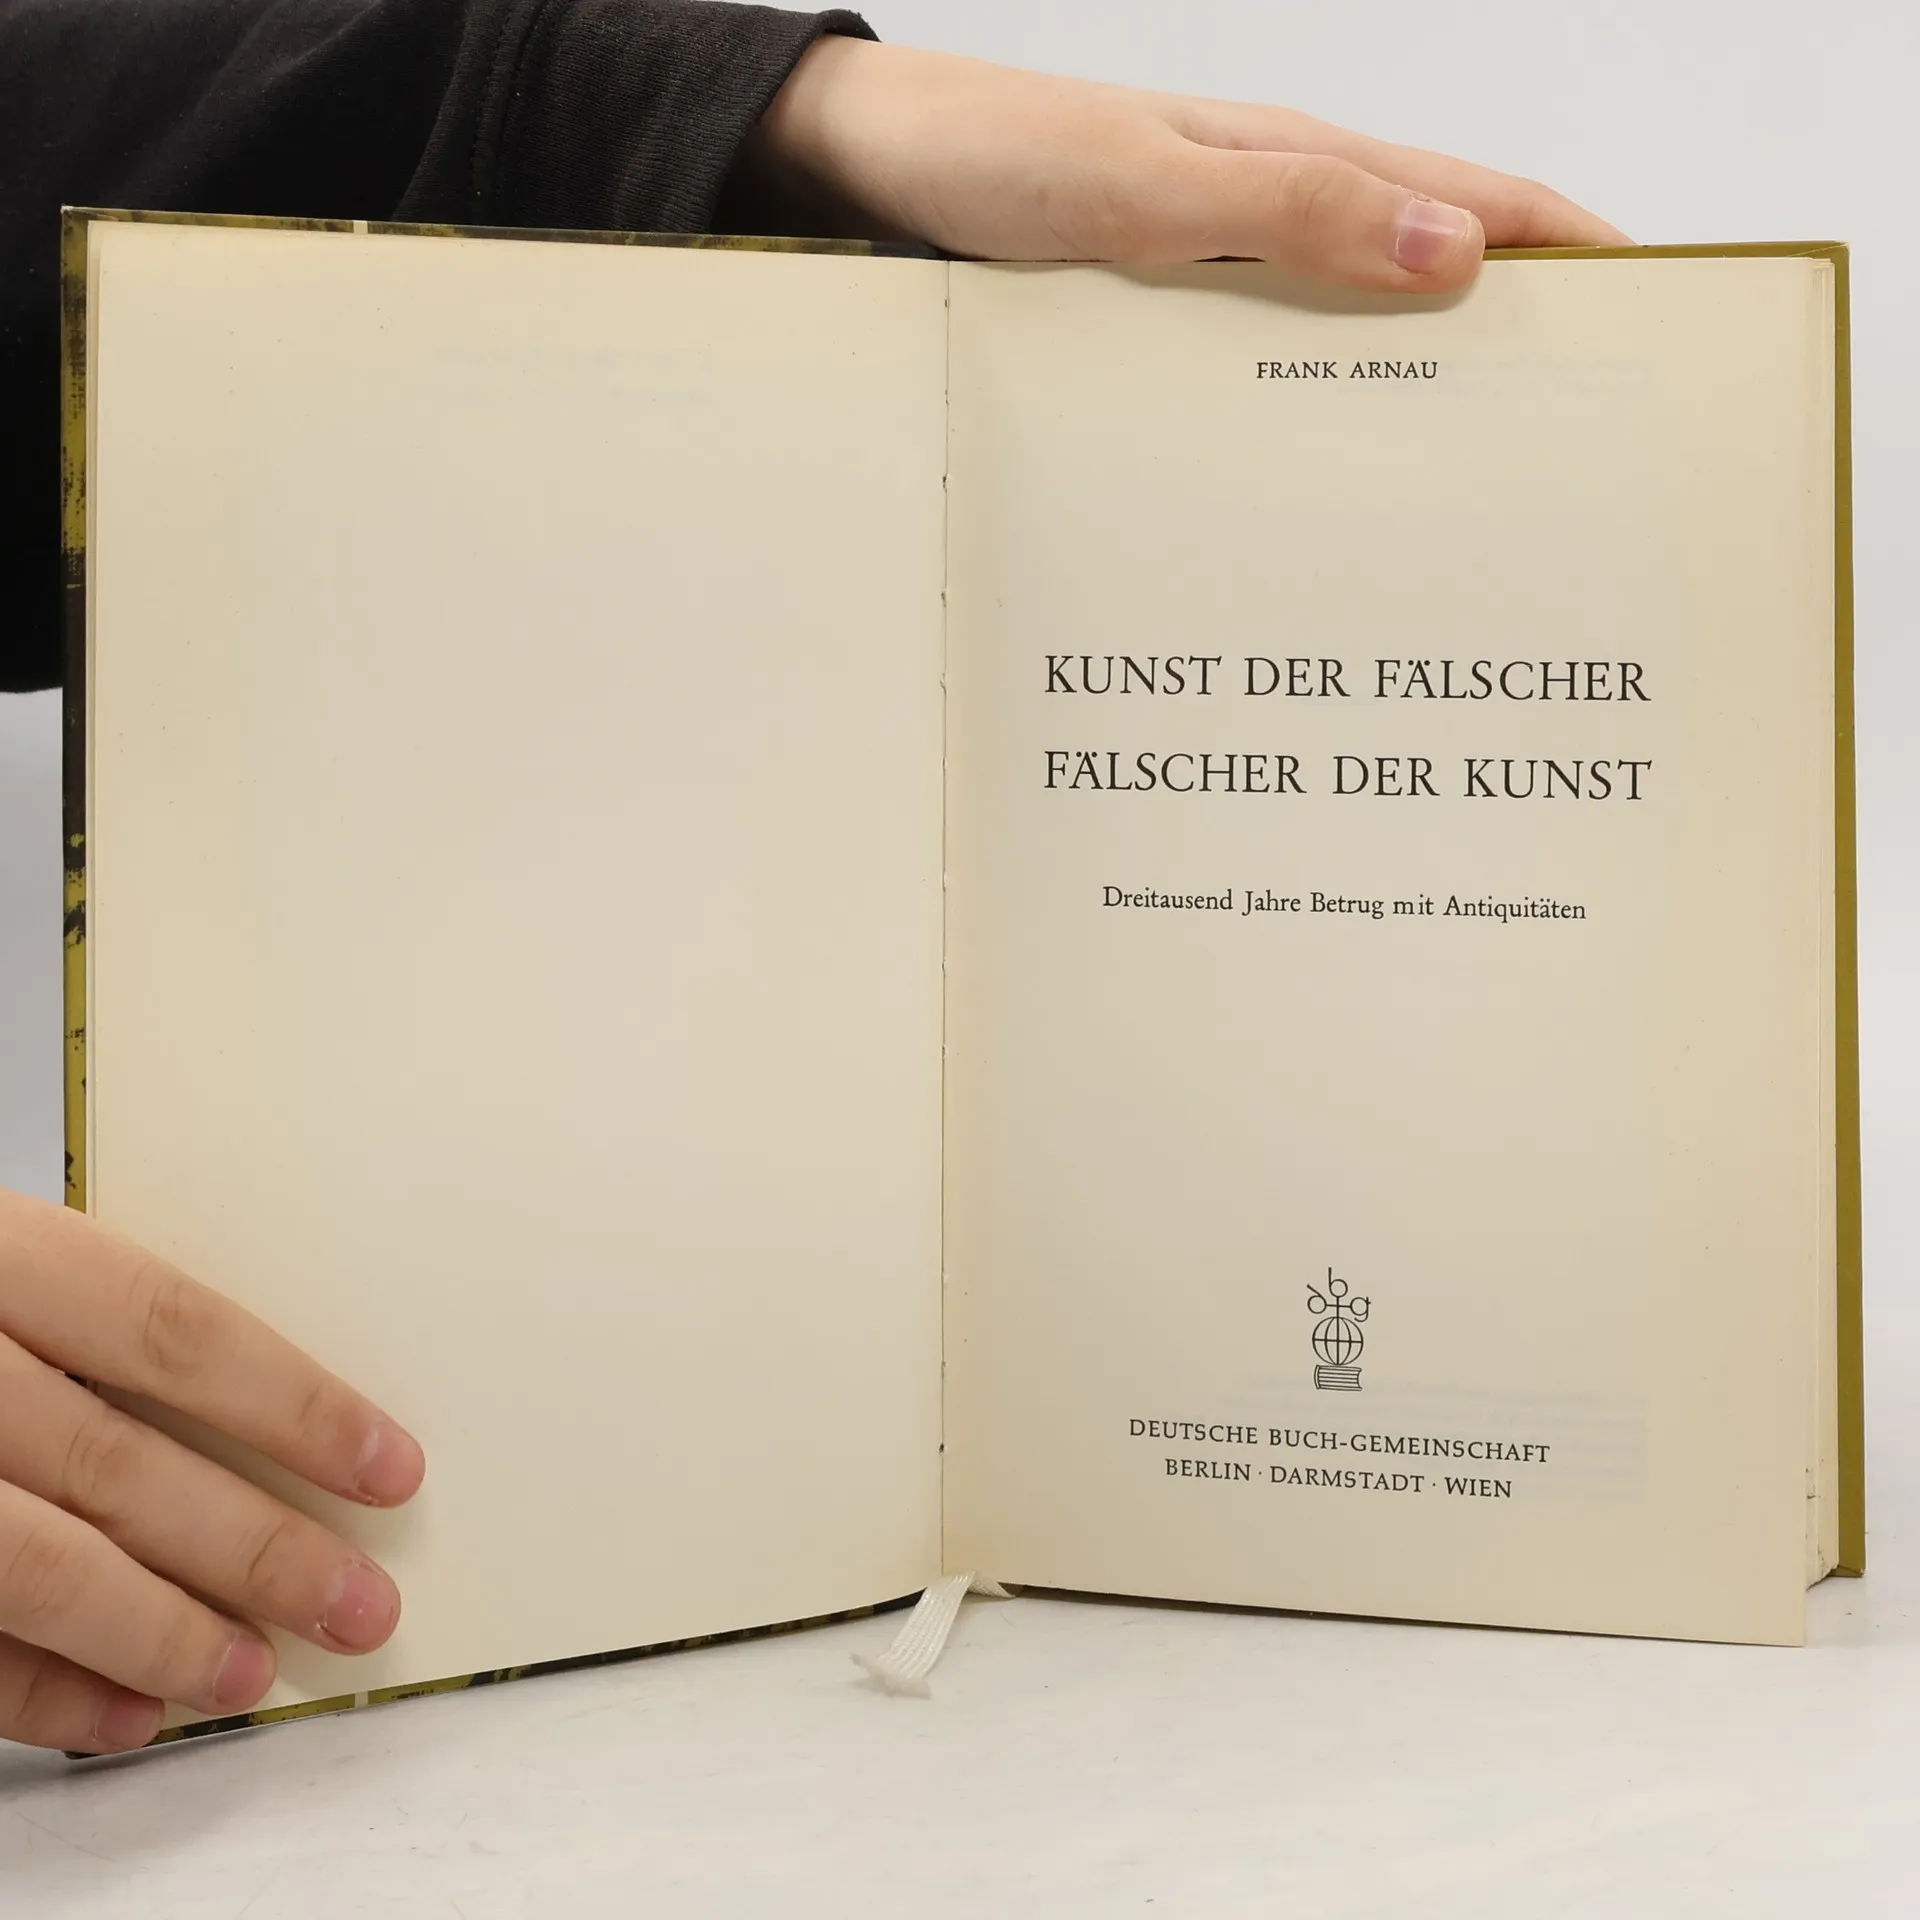 FRANK ARNAU
KUNST DER FÄLSCHER
FÄLSCHER DER KUNST
Dreitausend Jahre Betrug mit Antiquitäten
dbg
DEUTSCHE BUCH-GEMEINSCHAFT
BERLIN · DARMSTADT · WIEN